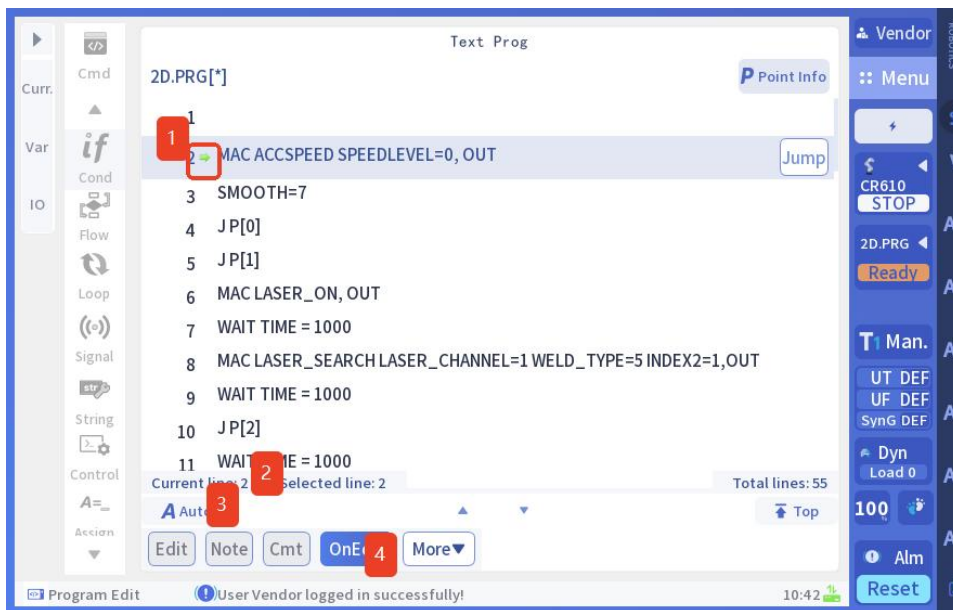 Text Prog
Vendor
Cmd
Curr.
2D.PRG[*]
P Point Info
Menu
1
1
Var
if
2 MAC ACCSPEED SPEEDLEVEL=0, OUT
Jump
Cond
3 SMOOTH=7
CR610
STOP
IO
4 J P[0]
Flow
2D.PRG
5 J P[1]
Ready
Loop
6 MAC LASER_ON, OUT
7 WAIT TIME = 1000
T1 Man.
Signal
8 MAC LASER_SEARCH LASER_CHANNEL=1 WELD_TYPE=5 INDEX2=1,OUT
UT DEF
str
9 WAIT TIME = 1000
UF DEF
String
SynG DEF
10 J P[2]
Dyn
11 WAIT TIME = 1000
Load 0
Control
Current line: 2
2
Selected line: 2
Total lines: 55
A=_
A Aut
3
Top
100
Assign
Edit
Note
Cmt
OnE
4
More
Alm
Program Edit
User Vendor logged in successfully!
10:42
Reset